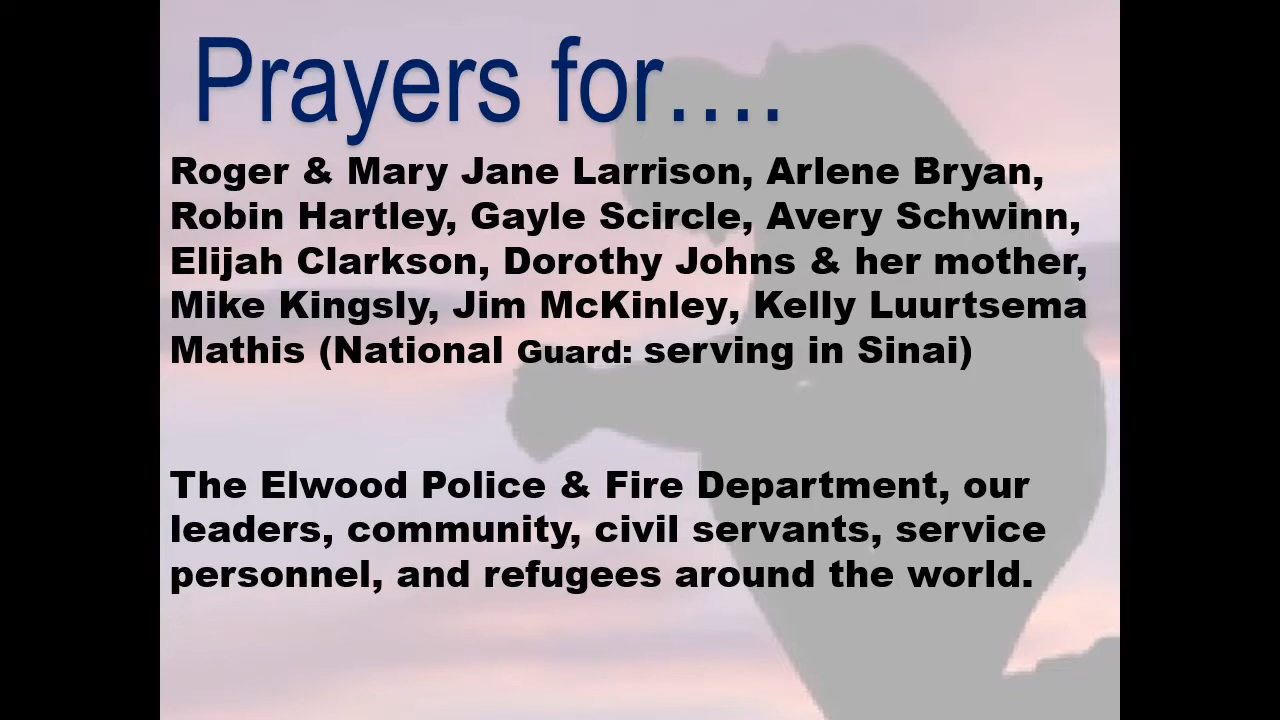 Prayers for....
Roger & Mary Jane Larrison, Arlene Bryan,
Robin Hartley, Gayle Scircle, Avery Schwinn,
Elijah Clarkson, Dorothy Johns & her mother,
Mike Kingsly, Jim McKinley, Kelly Luurtsema
Mathis (National Guard: serving in Sinai)
The Elwood Police & Fire Department, our
leaders, community, civil servants, service
personnel, and refugees around the world.